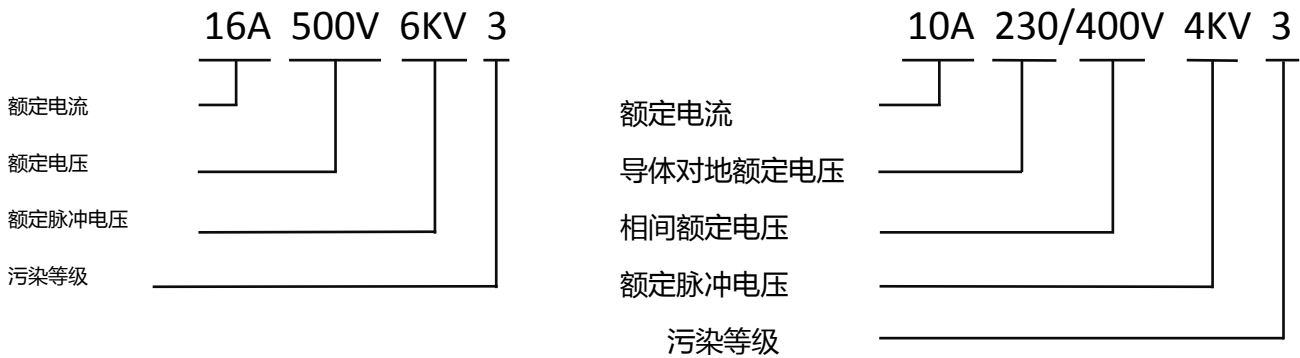 16A 500V 6KV 3
额定电流
额定电压
额定脉冲电压
污染等级
10A 230/400V 4KV 3
额定电流
导体对地额定电压
相间额定电压
额定脉冲电压
污染等级